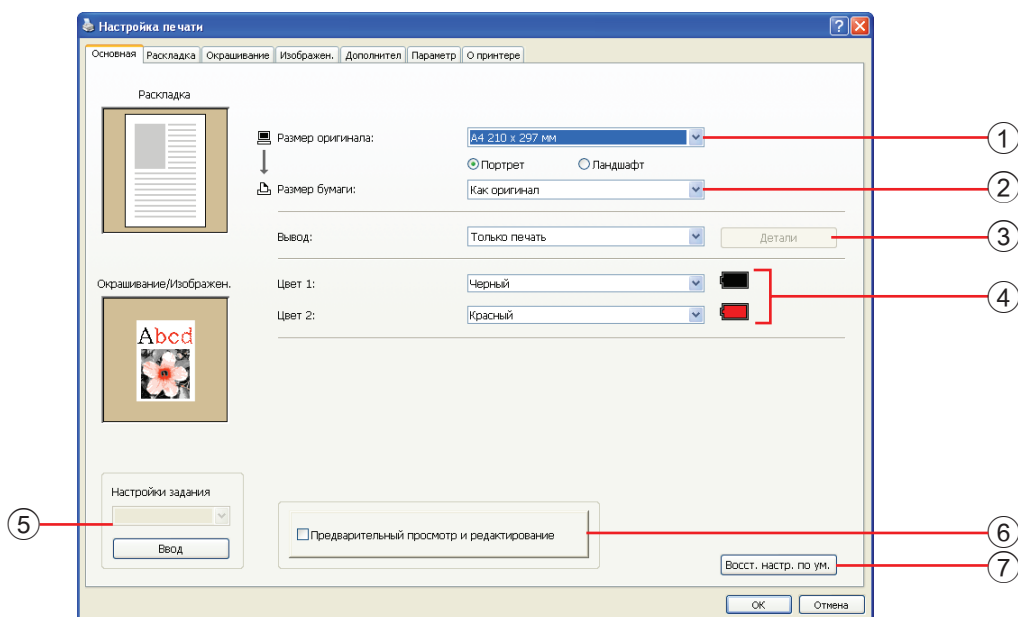 Настройка печати
Основная Раскладка Окрашивание Изображен. Дополнител Параметр О принтере
Раскладка
Размер оригинала: A4 210 x 297 мм
1
Портрет Ландшафт
Размер бумаги: Как оригинал
2
Вывод: Только печать Детали
3
Окрашивание/Изображен.
Цвет 1: Черный
4
Цвет 2: Красный
Abcd
Настройки задания
5
Ввод
Предварительный просмотр и редактирование
6
Восст. настр. по ум.
7
OK Отмена